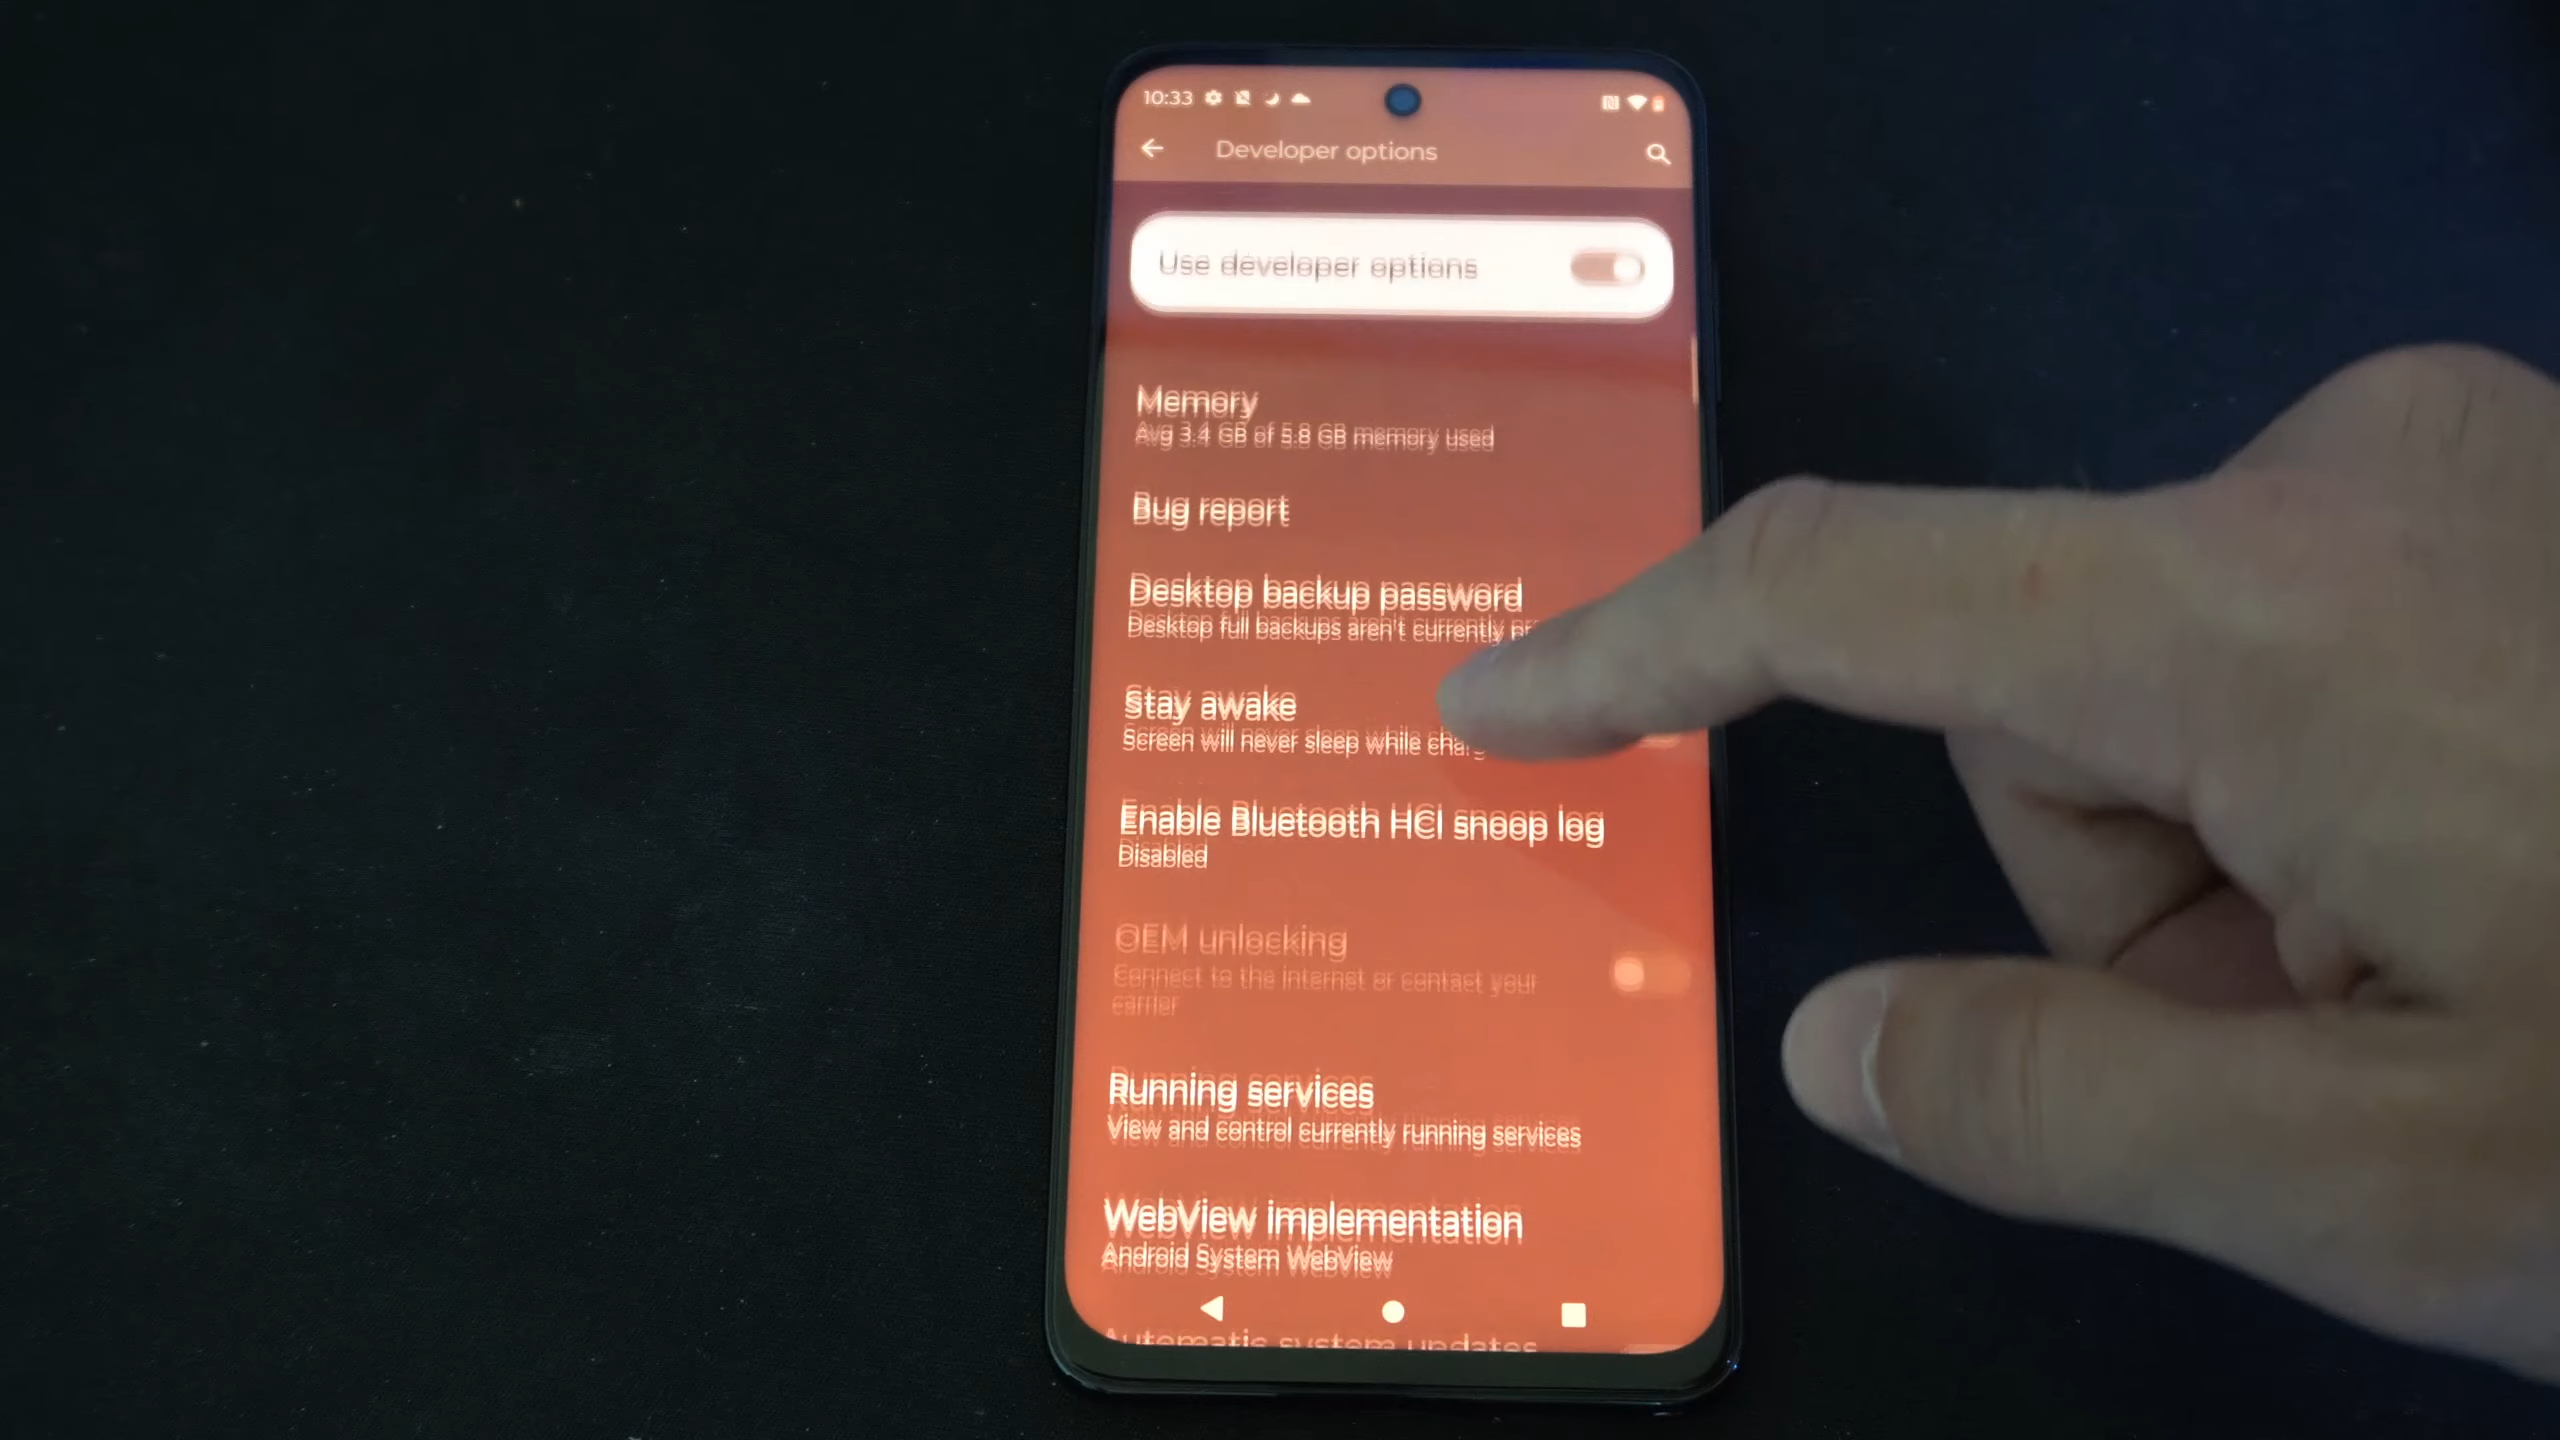 10:33
Developer options
Use developer options
Memory
Avg 3.4 GB of 5.8 GB memory used
Bug report
Desktop backup password
Desktop full backups aren't currently
Stay awake
Screen will never sleep while
Enable Bluetooth HCI snoop log
Disabled
OEM unlocking
Connect to the internet or contact your
carrier
Running services
View and control currently running services
WebView implementation
Android System WebView
Automatic system updates